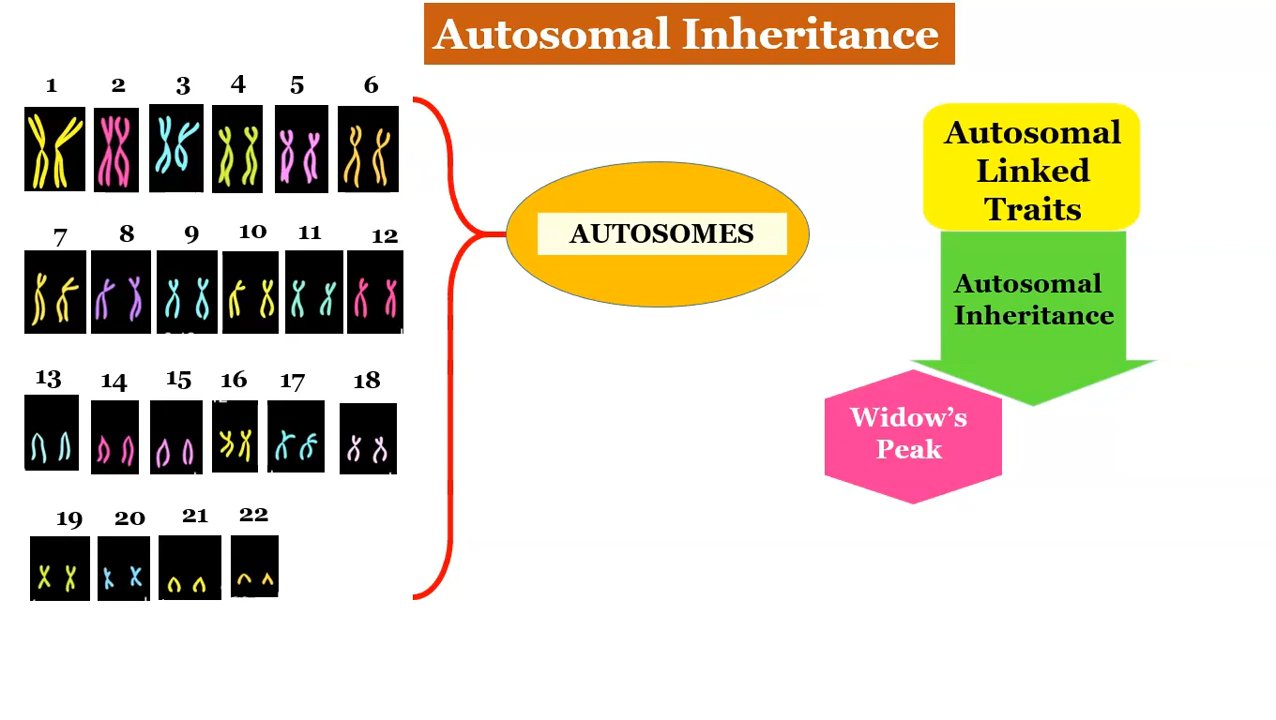 Autosomal Inheritance
1 2 3 4 5 6
7 8 9 10 11 12
13 14 15 16 17 18
19 20 21 22
AUTOSOMES
Autosomal
Linked
Traits
Autosomal
Inheritance
Widow's
Peak